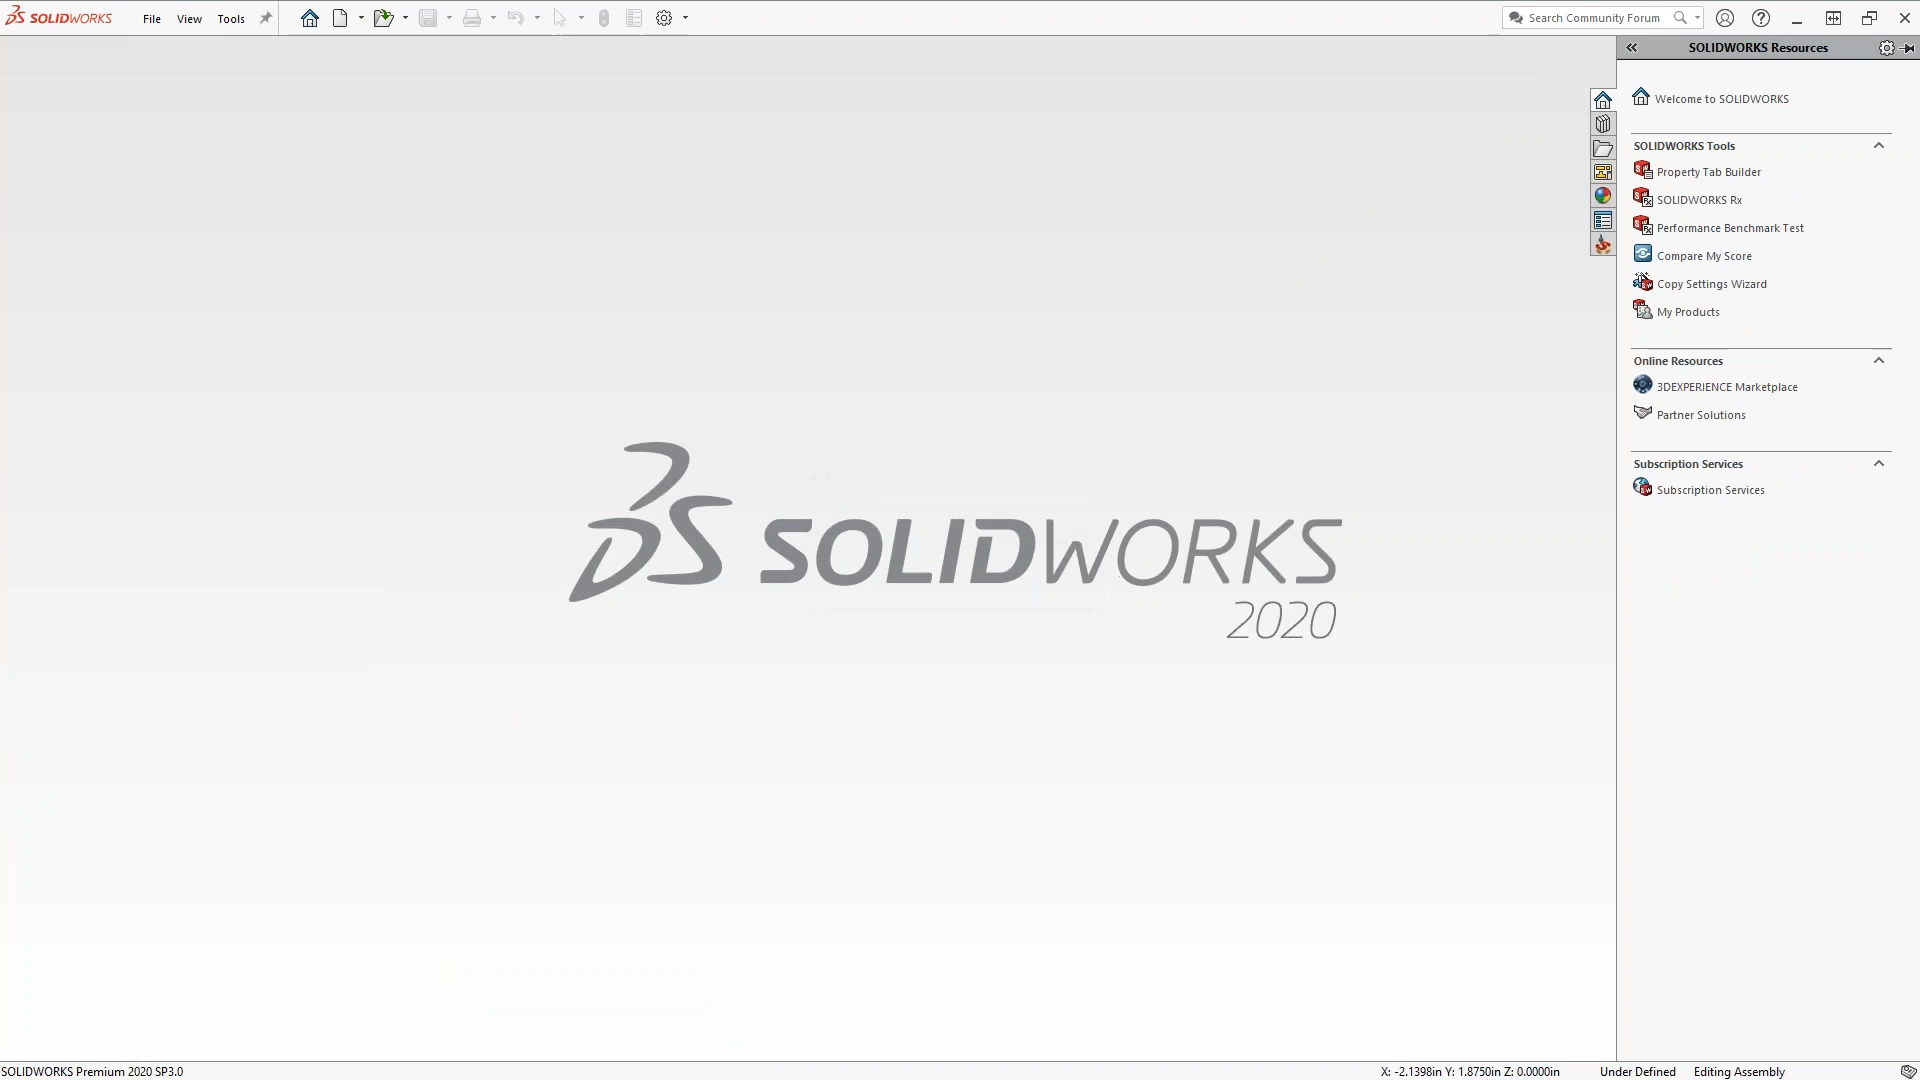 SOLIDWORKS File View Tools Search Community Forum
SOLIDWORKS Resources
Welcome to SOLIDWORKS
SOLIDWORKS Tools
Property Tab Builder
SOLIDWORKS Rx
Performance Benchmark Test
Compare My Score
Copy Settings Wizard
My Products
Online Resources
3DEXPERIENCE Marketplace
Partner Solutions
Subscription Services
Subscription Services
SOLIDWORKS
2020
SOLIDWORKS Premium 2020 SP3.0 X: -2.1398in Y: 1.8750in Z: 0.0000in Under Defined Editing Assembly